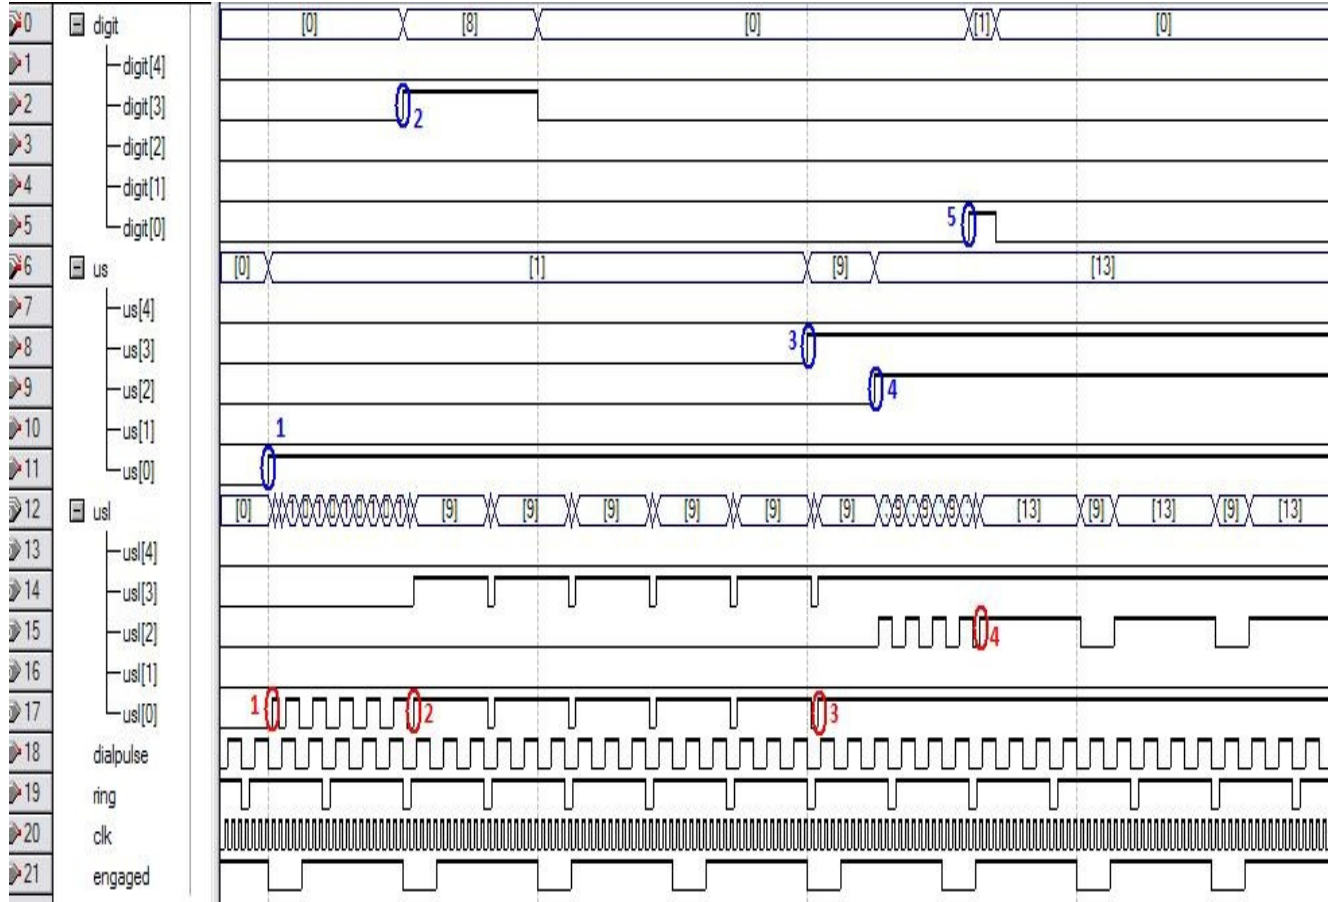 0 digit [0] [8] [0] [1] [0]
1 digit[4]
2 digit[3] 2
3 digit[2]
4 digit[1]
5 digit[0] 5
6 us [0] [1] [9] [13]
7 us[4]
8 us[3] 3
9 us[2] 4
10 us[1] 1
11 us[0]
12 usl [0] [9] [9] [9] [9] [9] [9] [13] [9] [13] [9] [13]
13 usl[4]
14 usl[3]
15 usl[2] 4
16 usl[1]
17 usl[0] 1 2 3
18 dialpulse
19 ring
20 clk
21 engaged